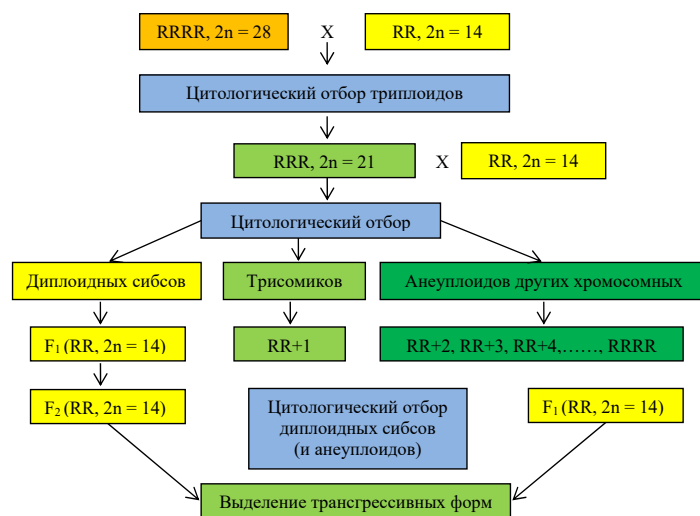 RRRR, 2n = 28 X RR, 2n = 14
Цитологический отбор триплоидов
RRR, 2n = 21 X RR, 2n = 14
Цитологический отбор
Диплоидных сибсов Трисомиков Анеуплоидов других хромосомных
F₁ (RR, 2n = 14) RR+1 RR+2, RR+3, RR+4,……, RRRR
F₂ (RR, 2n = 14) Цитологический отбор F₁ (RR, 2n = 14)
диплоидных сибсов
(и анеуплоидов)
Выделение трансгрессивных форм